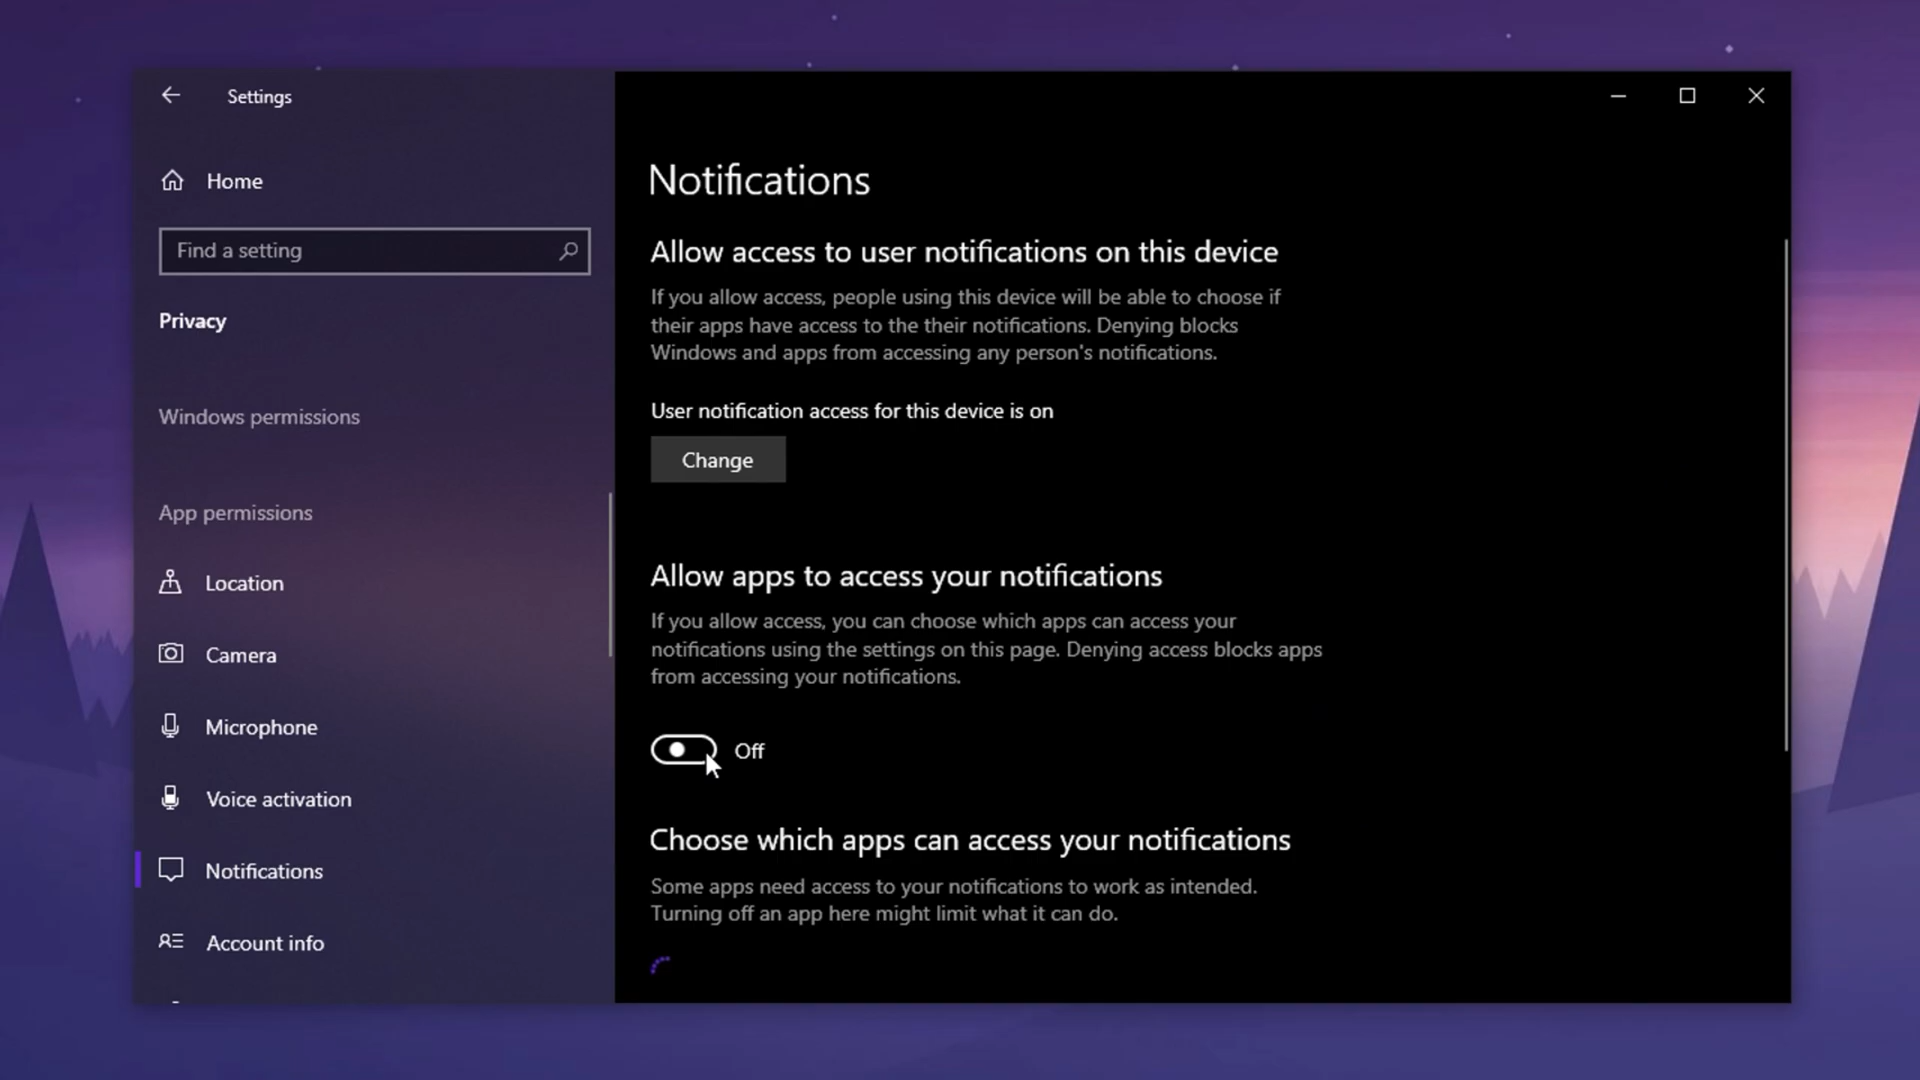 Settings
Home
Find a setting
Privacy
Windows permissions
App permissions
Location
Camera
Microphone
Voice activation
Notifications
Account info
Notifications
Allow access to user notifications on this device
If you allow access, people using this device will be able to choose if
their apps have access to the their notifications. Denying blocks
Windows and apps from accessing any person's notifications.
User notification access for this device is on
Change
Allow apps to access your notifications
If you allow access, you can choose which apps can access your
notifications using the settings on this page. Denying access blocks apps
from accessing your notifications.
Off
Choose which apps can access your notifications
Some apps need access to your notifications to work as intended.
Turning off an app here might limit what it can do.